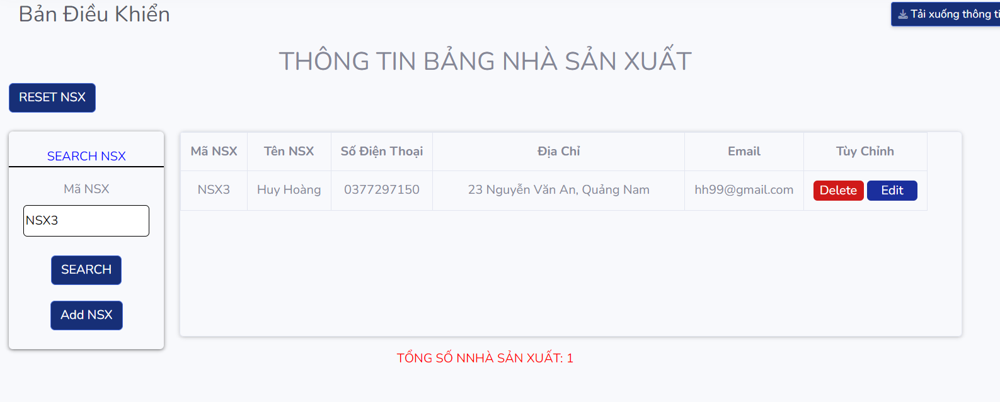 Bản Điều Khiển
Tải xuống thông ti
THÔNG TIN BẢNG NHÀ SẢN XUẤT
RESET NSX
SEARCH NSX
Mã NSX
NSX3
SEARCH
Add NSX
Mã NSX Tên NSX Số Điện Thoại Địa Chỉ Email Tùy Chỉnh
NSX3 Huy Hoàng 0377297150 23 Nguyễn Văn An, Quảng Nam hh99@gmail.com Delete Edit
TỔNG SỐ NNHÀ SẢN XUẤT: 1